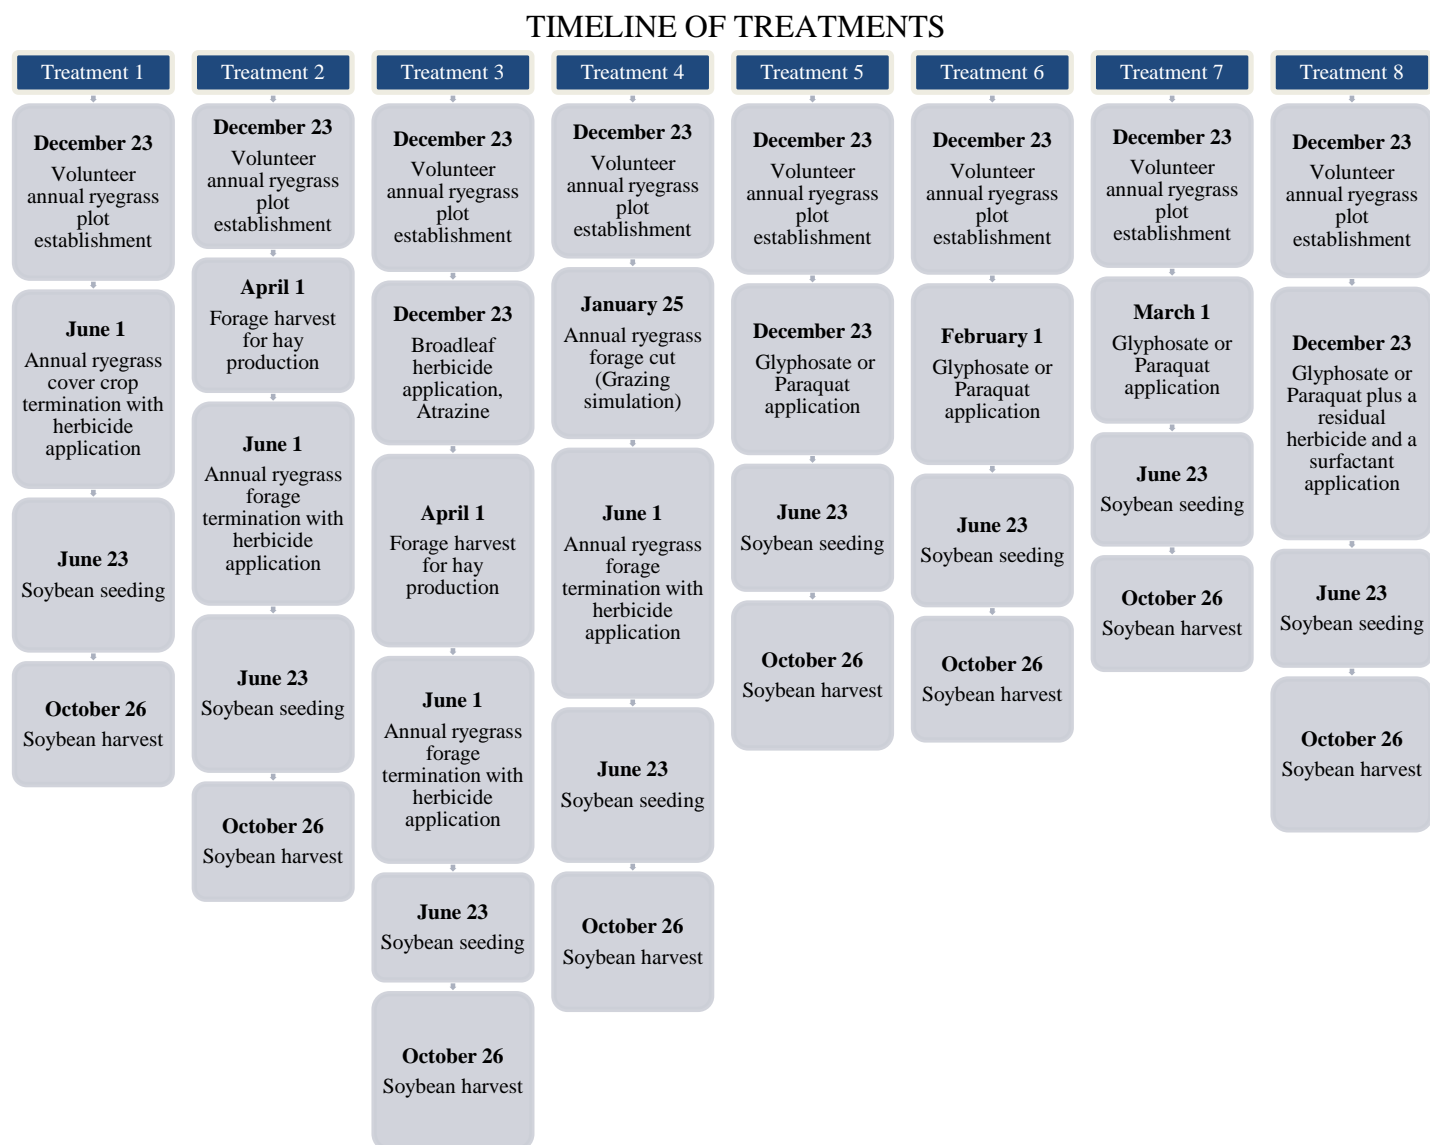 TIMELINE OF TREATMENTS
Treatment 1
December 23
Volunteer
annual ryegrass
plot
establishment
June 1
Annual ryegrass
cover crop
termination with
herbicide
application
June 23
Soybean seeding
October 26
Soybean harvest
Treatment 2
December 23
Volunteer
annual ryegrass
plot
establishment
April 1
Forage harvest
for hay
production
June 1
Annual ryegrass
forage
termination with
herbicide
application
June 23
Soybean seeding
October 26
Soybean harvest
Treatment 3
December 23
Volunteer
annual ryegrass
plot
establishment
December 23
Broadleaf
herbicide
application,
Atrazine
April 1
Forage harvest
for hay
production
June 1
Annual ryegrass
forage
termination with
herbicide
application
June 23
Soybean seeding
October 26
Soybean harvest
Treatment 4
December 23
Volunteer
annual ryegrass
plot
establishment
January 25
Annual ryegrass
forage cut
(Grazing
simulation)
June 1
Annual ryegrass
forage
termination with
herbicide
application
June 23
Soybean seeding
October 26
Soybean harvest
Treatment 5
December 23
Volunteer
annual ryegrass
plot
establishment
December 23
Glyphosate or
Paraquat
application
June 23
Soybean seeding
October 26
Soybean harvest
Treatment 6
December 23
Volunteer
annual ryegrass
plot
establishment
February 1
Glyphosate or
Paraquat
application
June 23
Soybean seeding
October 26
Soybean harvest
Treatment 7
December 23
Volunteer
annual ryegrass
plot
establishment
March 1
Glyphosate or
Paraquat
application
June 23
Soybean seeding
October 26
Soybean harvest
Treatment 8
December 23
Volunteer
annual ryegrass
plot
establishment
December 23
Glyphosate or
Paraquat plus a
residual
herbicide and a
surfactant
application
June 23
Soybean seeding
October 26
Soybean harvest